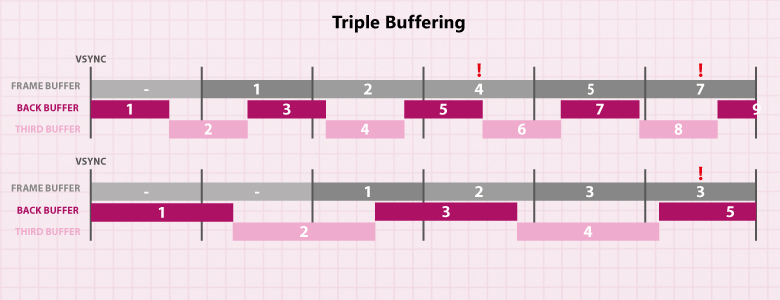 Triple Buffering
VSYNC
! !
FRAME BUFFER - 1 2 4 5 7
BACK BUFFER 1 3 5 7 9
THIRD BUFFER 2 4 6 8
VSYNC
!
FRAME BUFFER - - 1 2 3 3
BACK BUFFER 1 3 5
THIRD BUFFER 2 4